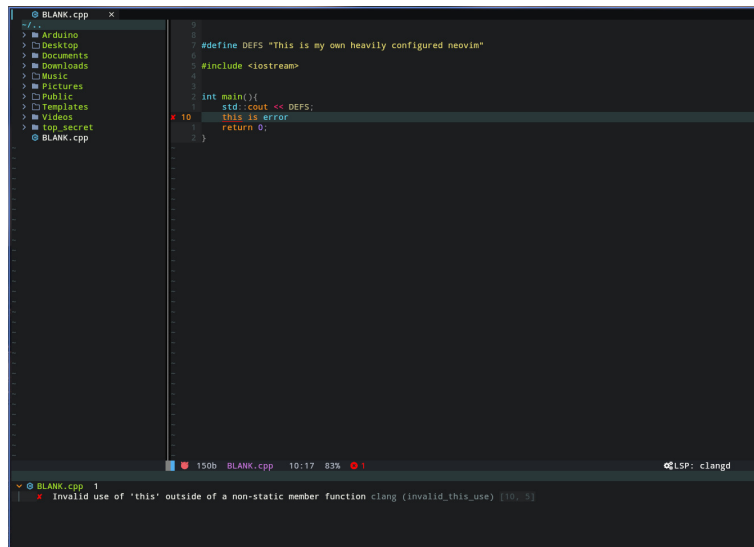 BLANK.cpp ×
~/..
> Arduino
> Desktop
> Documents
> Downloads
> Music
> Pictures
> Public
> Templates
> Videos
> top_secret
BLANK.cpp
9
8
7 #define DEFS "This is my own heavily configured neovim"
6
5 #include <iostream>
4
3
2 int main(){
1 std::cout << DEFS;
✘ 10 this is error
1 return 0;
2 }
150b BLANK.cpp 10:17 83% 1 LSP: clangd
BLANK.cpp 1
✘ Invalid use of 'this' outside of a non-static member function clang (invalid_this_use) [10, 5]